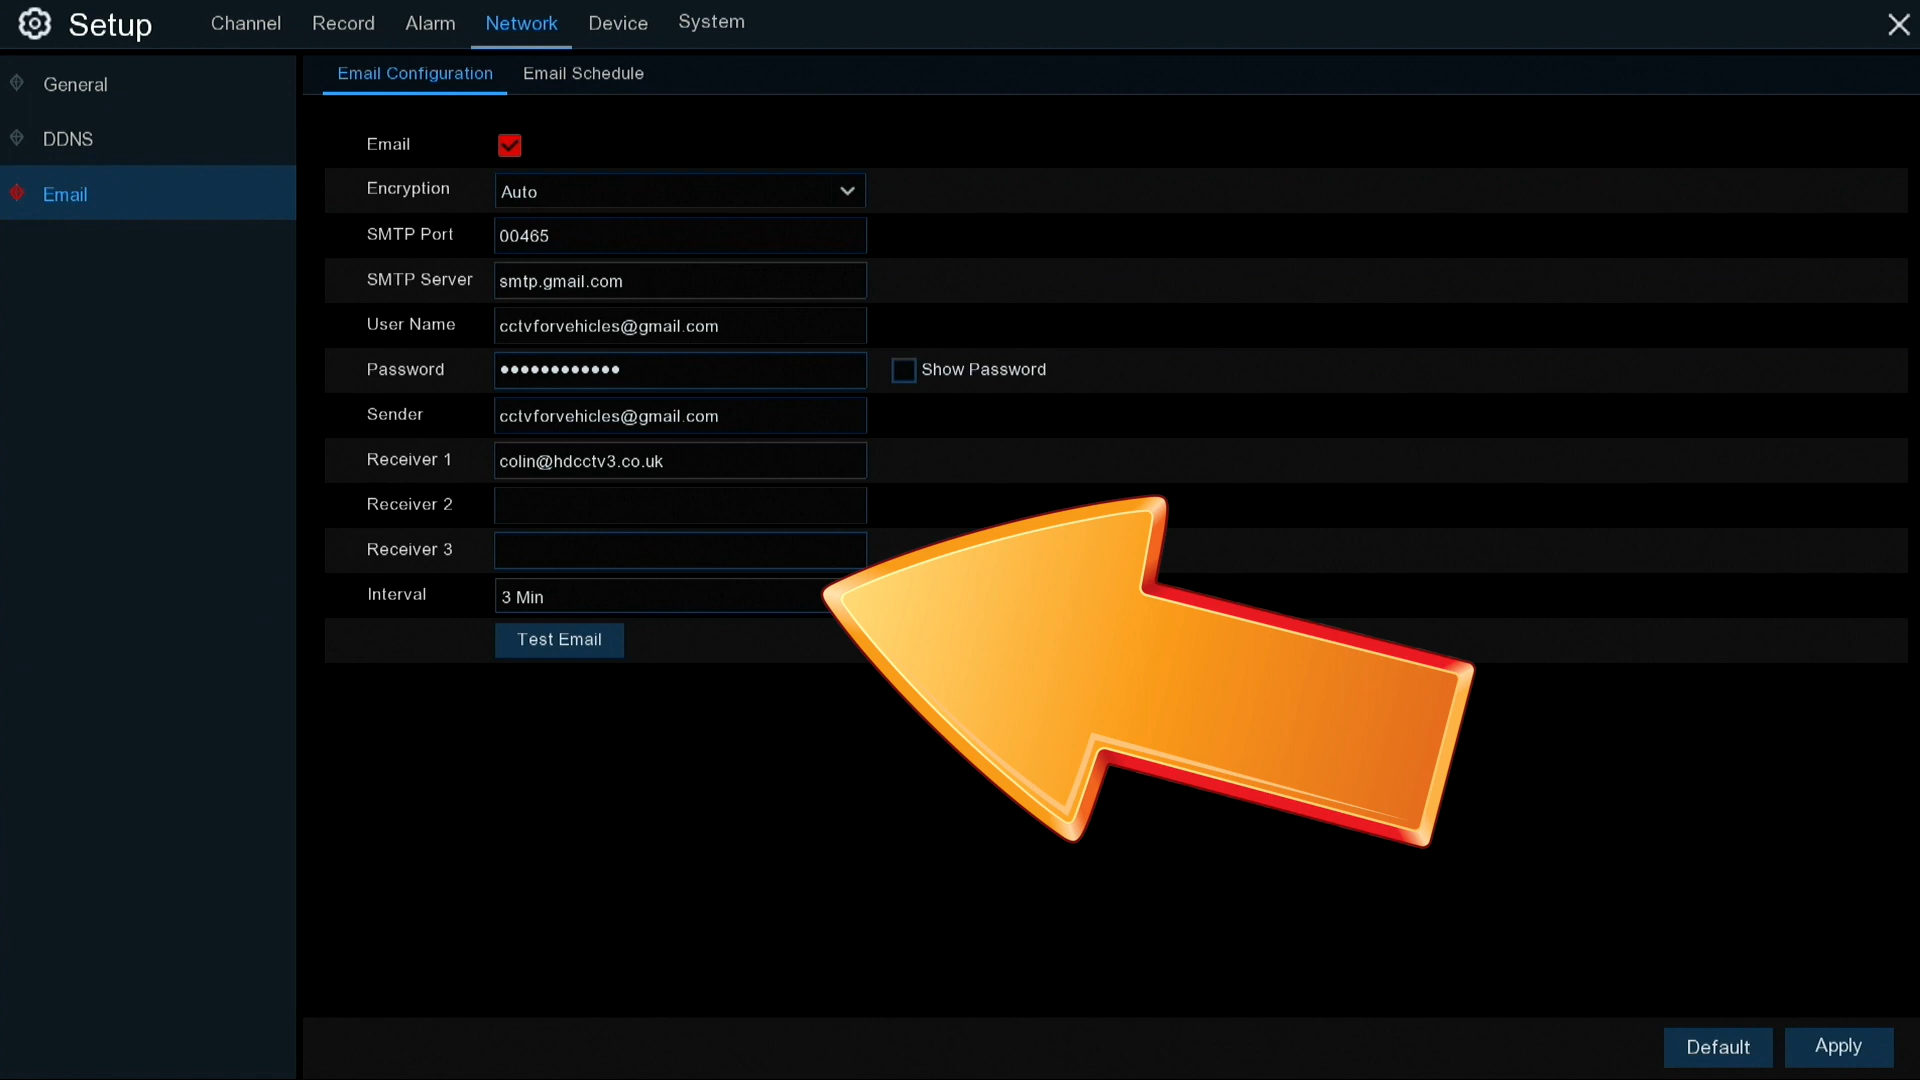 Setup Channel Record Alarm Network Device System
Email Configuration Email Schedule
General
DDNS
Email
Email
Encryption Auto
SMTP Port 00465
SMTP Server smtp.gmail.com
User Name cctvforvehicles@gmail.com
Password •••••••••••• Show Password
Sender cctvforvehicles@gmail.com
Receiver 1 colin@hdcctv3.co.uk
Receiver 2
Receiver 3
Interval 3 Min
Test Email
Default Apply